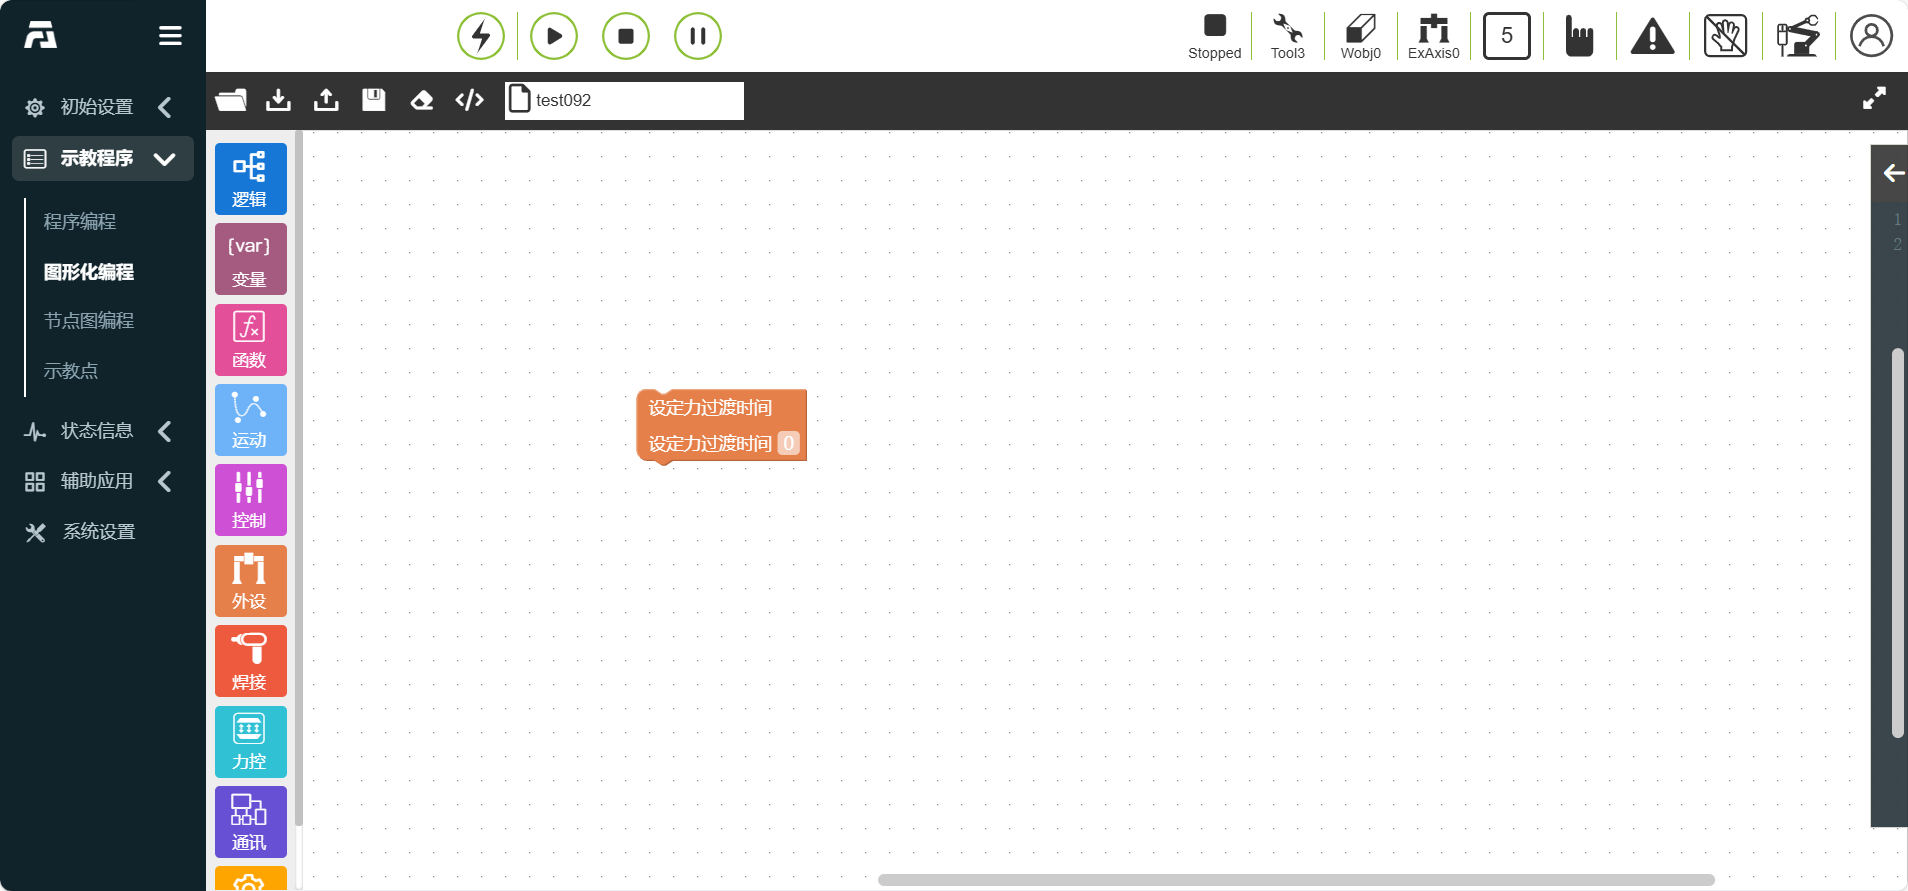 Stopped
Tool3
Wobj0
ExAxis0
5
初始设置
示教程序
程序编程
图形化编程
节点图编程
示教点
状态信息
辅助应用
系统设置
test092
逻辑
{var}
变量
fx
函数
运动
控制
外设
焊接
力控
通讯
设定力过渡时间
设定力过渡时间 0
1
2